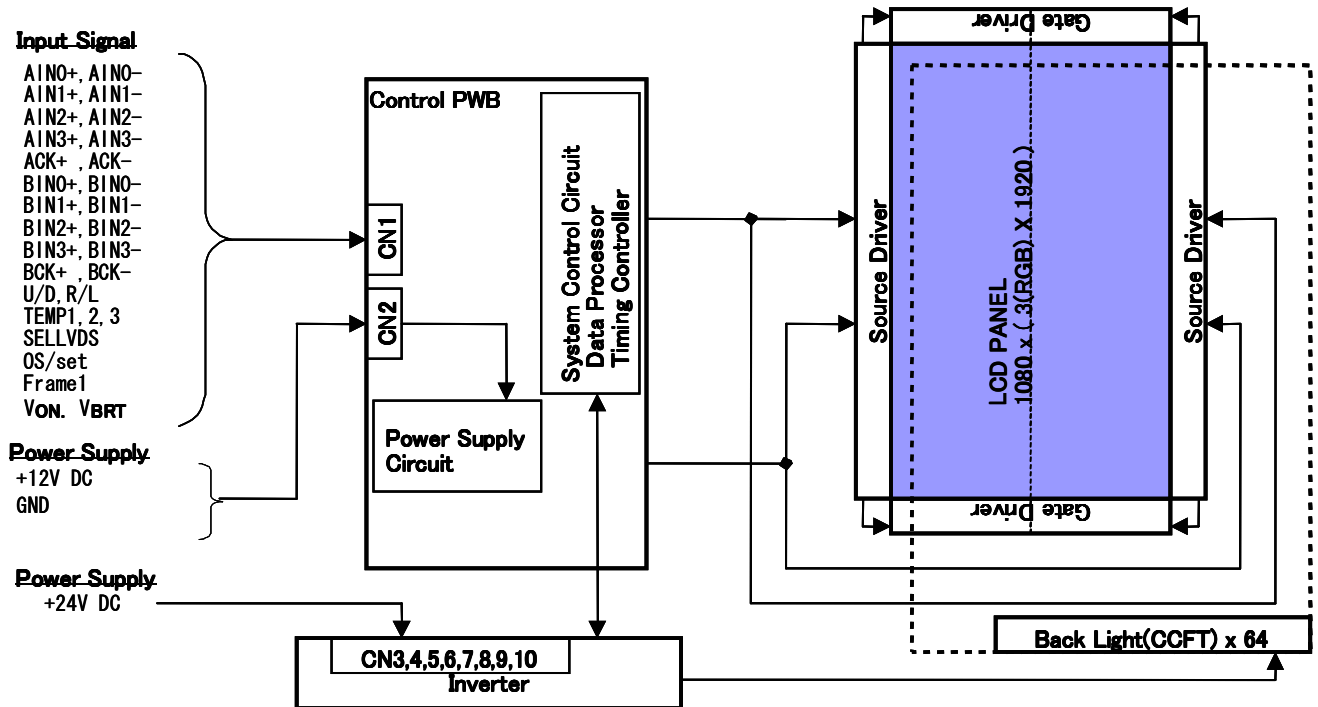 Input Signal
AIN0+, AIN0-
AIN1+, AIN1-
AIN2+, AIN2-
AIN3+, AIN3-
ACK+ , ACK-
BIN0+, BIN0-
BIN1+, BIN1-
BIN2+, BIN2-
BIN3+, BIN3-
BCK+ , BCK-
U/D, R/L
TEMP1, 2, 3
SELLVDS
OS/set
Frame1
VON. VBRT
Power Supply
+12V DC
GND
Power Supply
+24V DC
Control PWB
CN1
CN2
System Control Circuit
Data Processor
Timing Controller
Power Supply
Circuit
CN3,4,5,6,7,8,9,10
Inverter
Gate Driver
Source Driver
LCD PANEL
1080 x ( 3(RGB) X 1920 )
Source Driver
Gate Driver
Back Light(CCFT) x 64